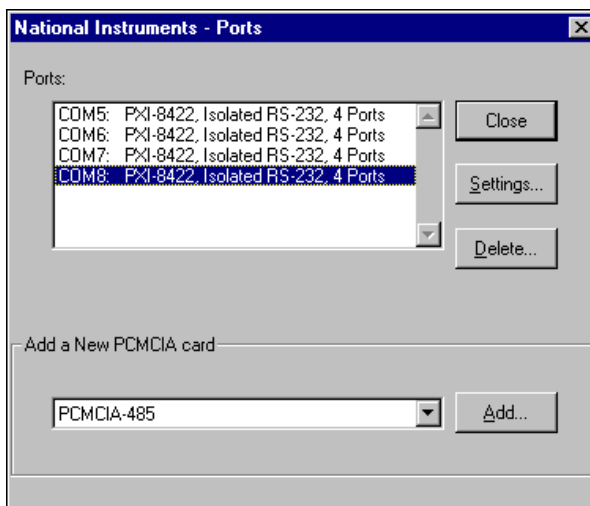 National Instruments - Ports
Ports:
COM5: PXI-8422, Isolated RS-232, 4 Ports
COM6: PXI-8422, Isolated RS-232, 4 Ports
COM7: PXI-8422, Isolated RS-232, 4 Ports
COM8: PXI-8422, Isolated RS-232, 4 Ports
Close
Settings...
Delete...
Add a New PCMCIA card
PCMCIA-485
Add...